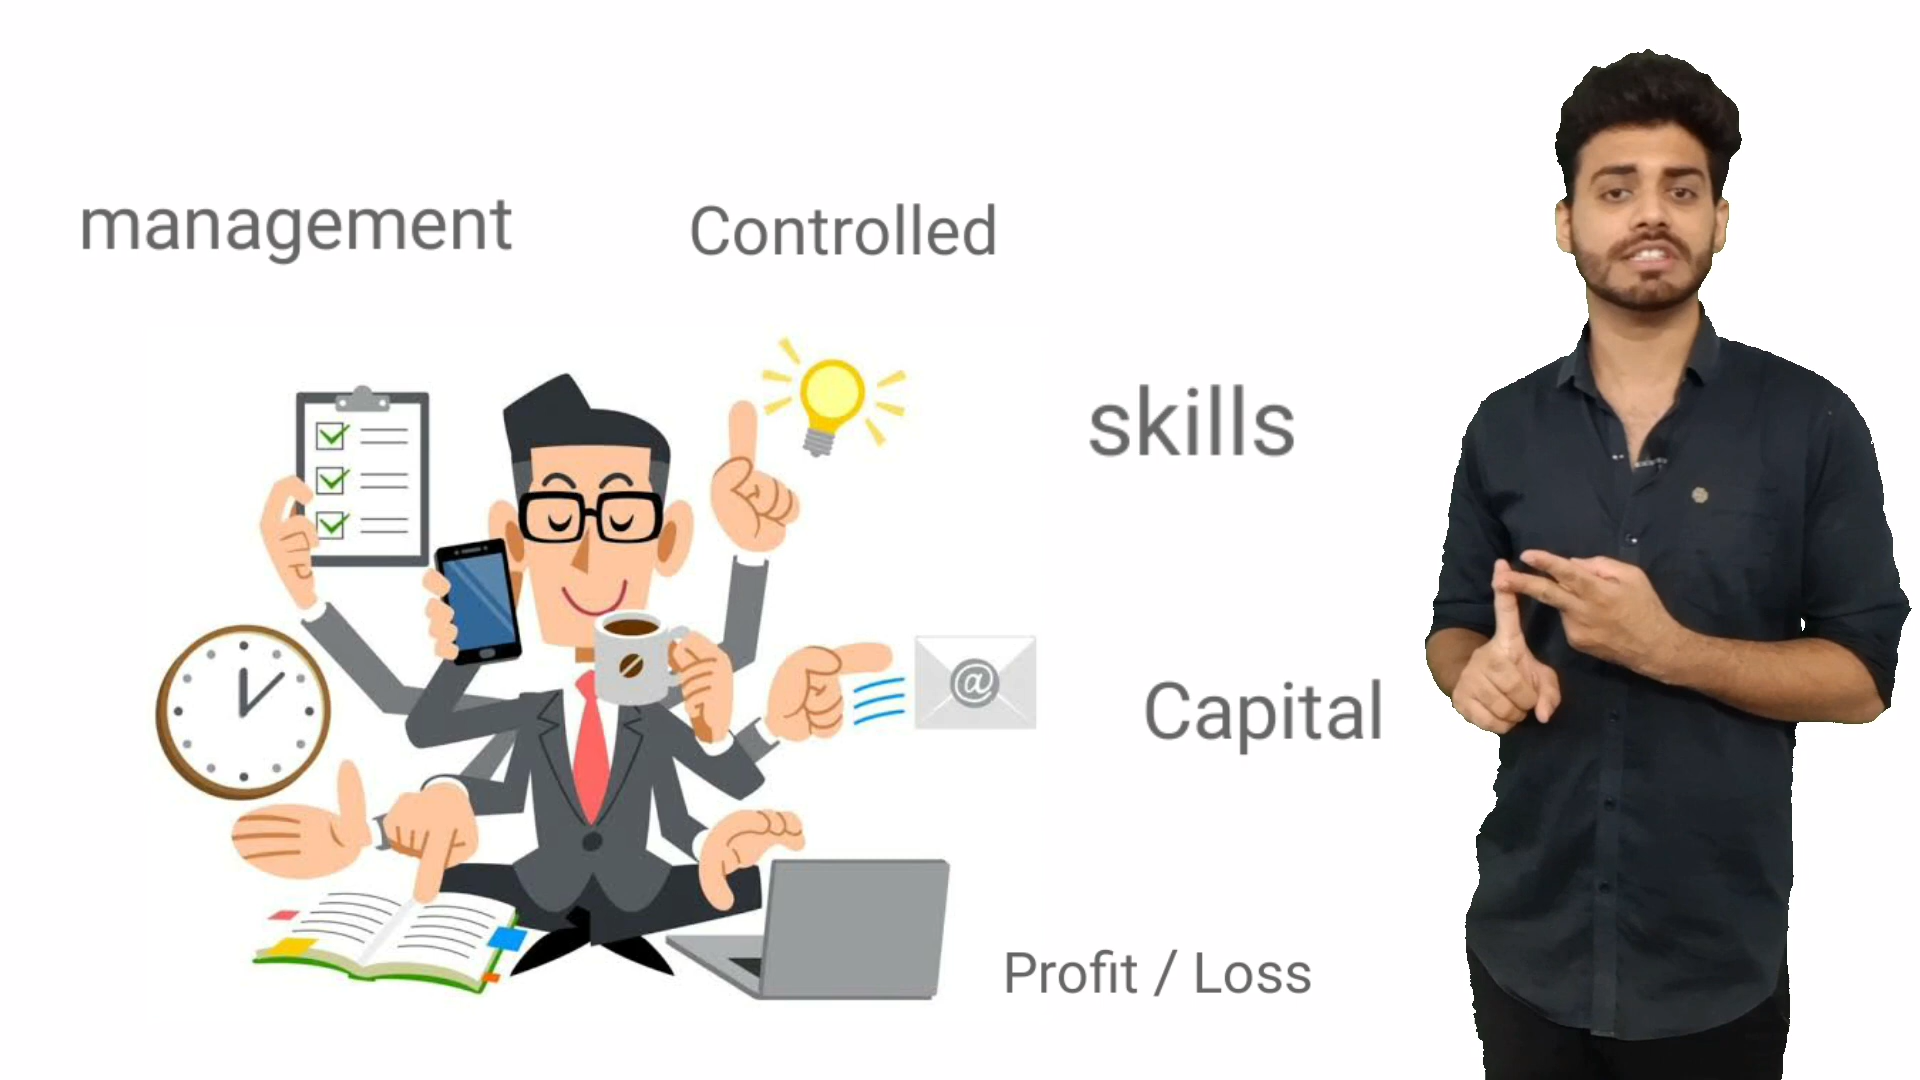 management
Controlled
skills
Capital
@
Profit / Loss